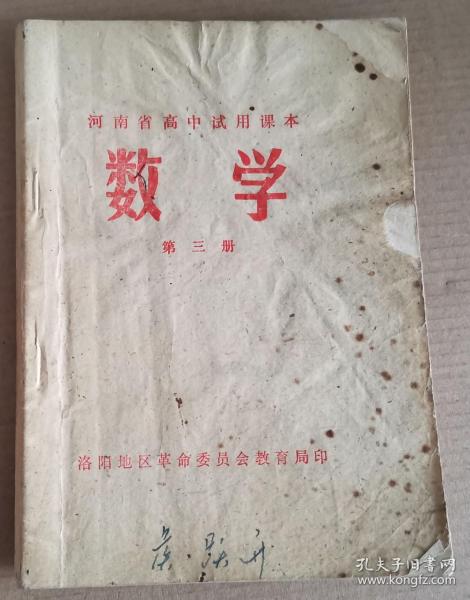 河南省高中试用课本
数学
第三册
洛阳地区革命委员会教育局印
孔夫子旧书网
www.kongfz.com